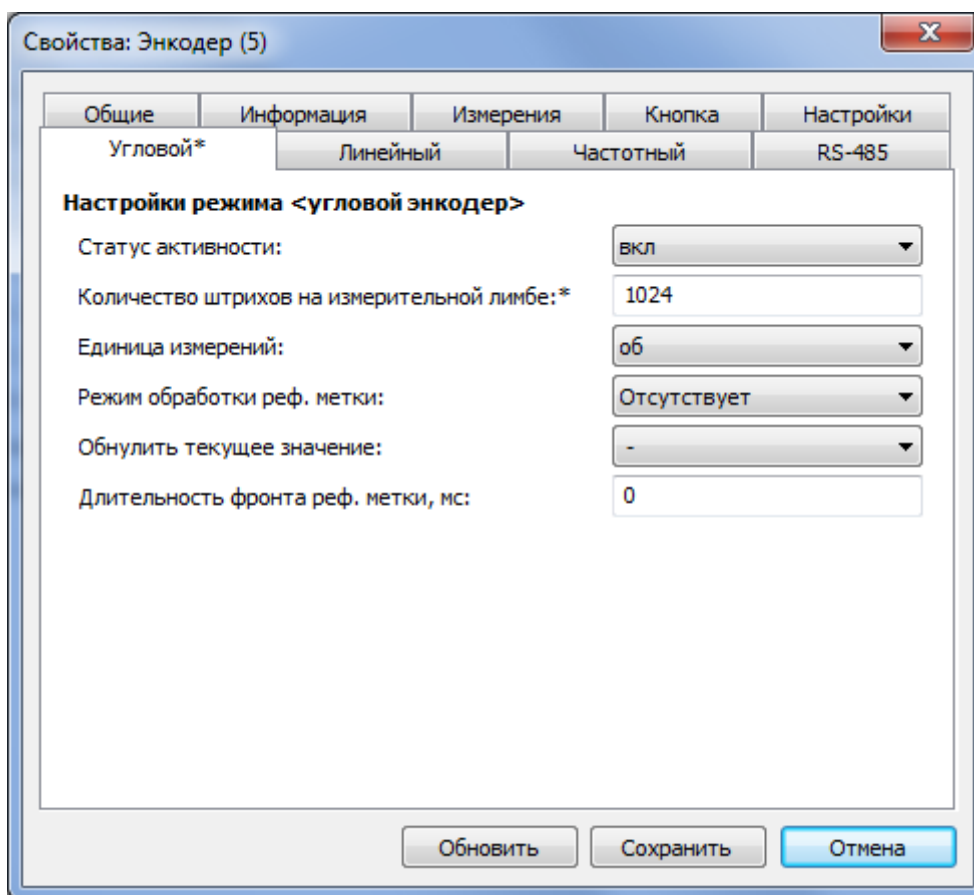 Свойства: Энкодер (5)
Общие Информация Измерения Кнопка Настройки
Угловой* Линейный Частотный RS-485
Настройки режима <угловой энкодер>
Статус активности: вкл
Количество штрихов на измерительной лимбе:* 1024
Единица измерений: об
Режим обработки реф. метки: Отсутствует
Обнулить текущее значение: -
Длительность фронта реф. метки, мс: 0
Обновить Сохранить Отмена